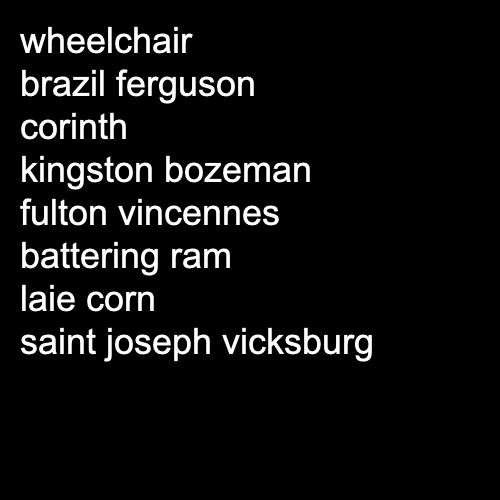 wheelchair
brazil ferguson
corinth
kingston bozeman
fulton vincennes
battering ram
laie corn
saint joseph vicksburg